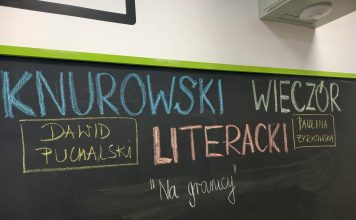 KNUROWSKI WIECZÓR
DAWID
PUCHALSKI
LITERACKI
PAULINA
ŻYRKOWSKA
"Na granicy"